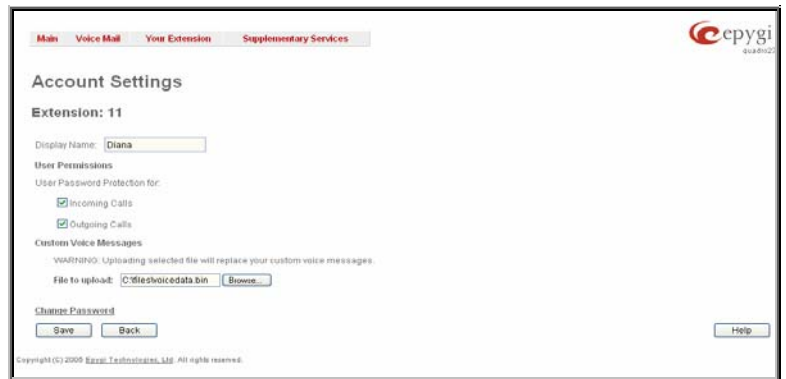 Main Voice Mail Your Extension Supplementary Services
epygi
Account Settings
Extension: 11
Display Name: Diana
User Permissions
User Password Protection for:
Incoming Calls
Outgoing Calls
Custom Voice Messages
WARNING: Uploading selected file will replace your custom voice messages.
File to upload: C:\files\voicedata.bin Browse...
Change Password
Save Back Help
Copyright (C) 2006 Epygi Technologies, Ltd. All rights reserved.